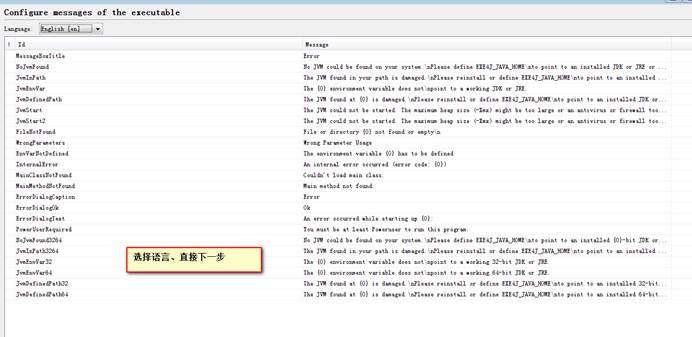 Configure messages of the executable
Language: English [en]
! Id Message
MessageBoxTitle Error
NoJvmFound No JVM could be found on your system.\nPlease define EXE4J_JAVA_HOME\nto point to an installed JDK or JRE or ...
JvmInPath The JVM found in your path is damaged.\nPlease reinstall or define EXE4J_JAVA_HOME\nto point to an installed ...
JvmEnvVar The {0} environment variable does not\npoint to a working JDK or JRE.
JvmDefinedPath The JVM found at {0} is damaged.\nPlease reinstall or define EXE4J_JAVA_HOME\nto point to an installed JDK or ...
JvmStart The JVM could not be started. The maximum heap size (-Xmx) might be too large or an antivirus or firewall too...
JvmStart2 The JVM could not be started. The maximum heap size (-Xmx) might be too large or an antivirus or firewall too...
FileNotFound File or directory {0} not found or empty\n
WrongParameters Wrong Parameter Usage
EnvVarNotDefined The environment variable {0} has to be defined
InternalError An internal error occurred (error code: {0})
MainClassNotFound Couldn't load main class.
MainMethodNotFound Main method not found.
ErrorDialogCaption Error
ErrorDialogOk Ok
ErrorDialogText An error occurred while starting up {0}:
PowerUserRequired You must be at least Poweruser to run this program.
NoJvmFound3264 No JVM could be found on your system.\nPlease define EXE4J_JAVA_HOME\nto point to an installed {0}-bit JDK or...
JvmInPath3264 The JVM found in your path is damaged.\nPlease reinstall or define EXE4J_JAVA_HOME\nto point to an installed ...
JvmEnvVar32 The {0} environment variable does not\npoint to a working 32-bit JDK or JRE.
JvmEnvVar64 The {0} environment variable does not\npoint to a working 64-bit JDK or JRE.
JvmDefinedPath32 The JVM found at {0} is damaged.\nPlease reinstall or define EXE4J_JAVA_HOME\nto point to an installed 32-bit...
JvmDefinedPath64 The JVM found at {0} is damaged.\nPlease reinstall or define EXE4J_JAVA_HOME\nto point to an installed 64-bit...
选择语言、直接下一步